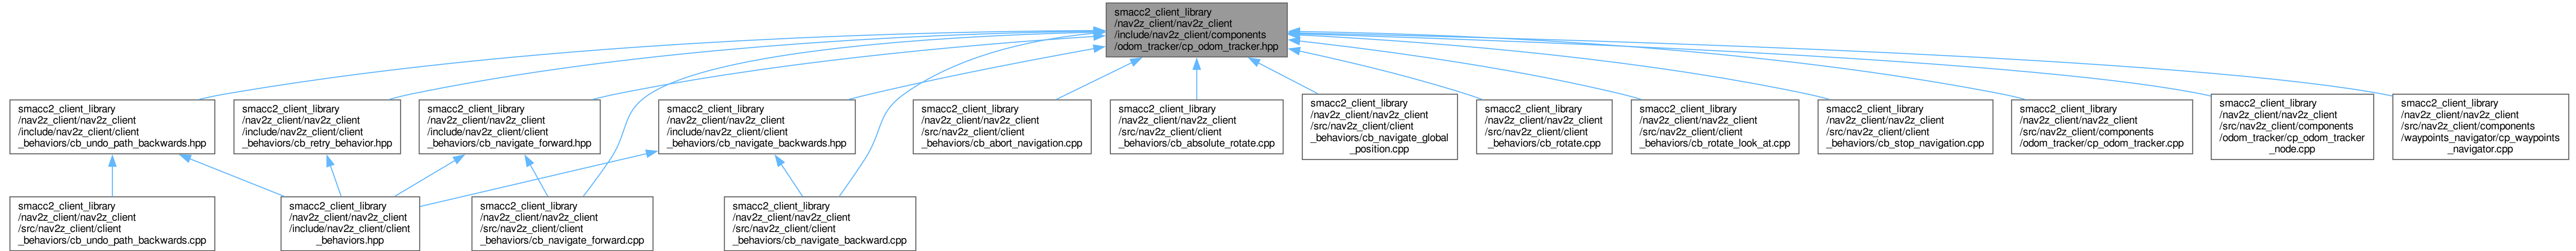 smacc2_client_library
/nav2z_client/nav2z_client
/include/nav2z_client/components
/odom_tracker/cp_odom_tracker.hpp
smacc2_client_library
/nav2z_client/nav2z_client
/include/nav2z_client/client
_behaviors/cb_undo_path_backwards.hpp
smacc2_client_library
/nav2z_client/nav2z_client
/include/nav2z_client/client
_behaviors/cb_retry_behavior.hpp
smacc2_client_library
/nav2z_client/nav2z_client
/include/nav2z_client/client
_behaviors/cb_navigate_forward.hpp
smacc2_client_library
/nav2z_client/nav2z_client
/include/nav2z_client/client
_behaviors/cb_navigate_backwards.hpp
smacc2_client_library
/nav2z_client/nav2z_client
/src/nav2z_client/client
_behaviors/cb_abort_navigation.cpp
smacc2_client_library
/nav2z_client/nav2z_client
/src/nav2z_client/client
_behaviors/cb_absolute_rotate.cpp
smacc2_client_library
/nav2z_client/nav2z_client
/src/nav2z_client/client
_behaviors/cb_navigate_global
_position.cpp
smacc2_client_library
/nav2z_client/nav2z_client
/src/nav2z_client/client
_behaviors/cb_rotate.cpp
smacc2_client_library
/nav2z_client/nav2z_client
/src/nav2z_client/client
_behaviors/cb_rotate_look_at.cpp
smacc2_client_library
/nav2z_client/nav2z_client
/src/nav2z_client/client
_behaviors/cb_stop_navigation.cpp
smacc2_client_library
/nav2z_client/nav2z_client
/src/nav2z_client/components
/odom_tracker/cp_odom_tracker.cpp
smacc2_client_library
/nav2z_client/nav2z_client
/src/nav2z_client/components
/odom_tracker/cp_odom_tracker
_node.cpp
smacc2_client_library
/nav2z_client/nav2z_client
/src/nav2z_client/components
/waypoints_navigator/cp_waypoints
_navigator.cpp
smacc2_client_library
/nav2z_client/nav2z_client
/src/nav2z_client/client
_behaviors/cb_undo_path_backwards.cpp
smacc2_client_library
/nav2z_client/nav2z_client
/include/nav2z_client/client
_behaviors.hpp
smacc2_client_library
/nav2z_client/nav2z_client
/src/nav2z_client/client
_behaviors/cb_navigate_forward.cpp
smacc2_client_library
/nav2z_client/nav2z_client
/src/nav2z_client/client
_behaviors/cb_navigate_backward.cpp